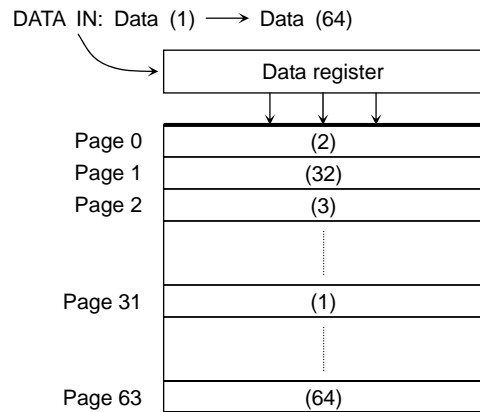 DATA IN: Data (1) → Data (64)
Data register
Page 0 (2)
Page 1 (32)
Page 2 (3)
Page 31 (1)
Page 63 (64)